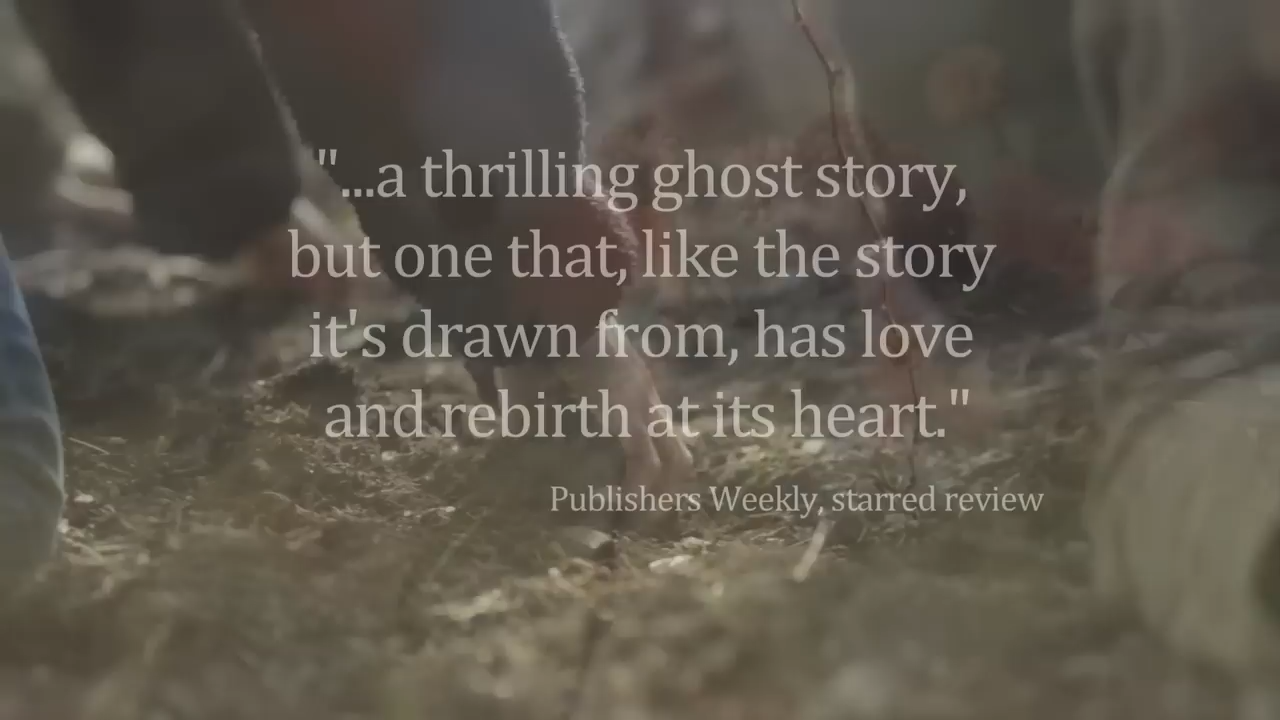 "...a thrilling ghost story,
but one that, like the story
it's drawn from, has love
and rebirth at its heart."
Publishers Weekly, starred review